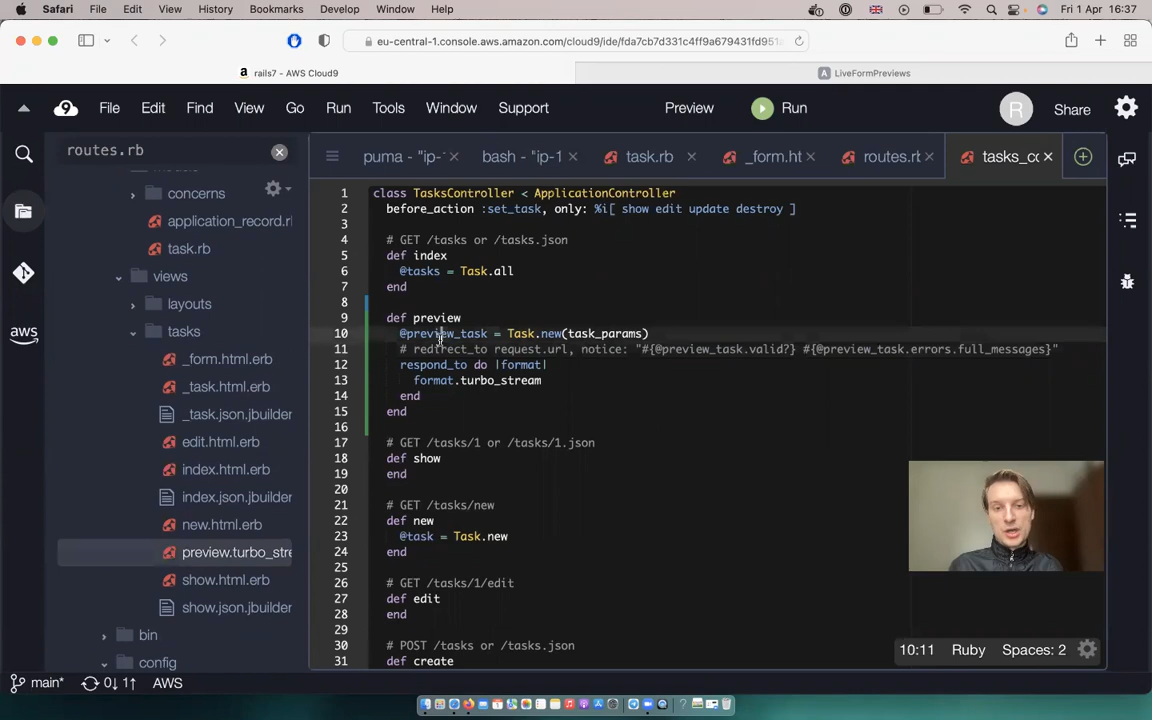 Safari File Edit View History Bookmarks Develop Window Help Fri 1 Apr 16:37
eu-central-1.console.aws.amazon.com/cloud9/ide/fda7cb7d331c4ff9a679431fd951
a rails7 - AWS Cloud9
A LiveFormPreviews
9 File Edit Find View Go Run Tools Window Support Preview Run R Share
routes.rb
puma - "ip-
bash - "ip-1
task.rb
_form.ht
routes.rb
tasks_co
concerns
application_record.rb
task.rb
views
layouts
tasks
_form.html.erb
_task.html.erb
_task.json.jbuilder
edit.html.erb
index.html.erb
index.json.jbuilder
new.html.erb
preview.turbo_stre
show.html.erb
show.json.jbuilder
bin
config
aws
1 class TasksController < ApplicationController
2 before_action :set_task, only: %i[ show edit update destroy ]
3
4 # GET /tasks or /tasks.json
5 def index
6 @tasks = Task.all
7 end
8
9 def preview
10 @preview_task = Task.new(task_params)
11 # redirect_to request.url, notice: "#{@preview_task.valid?} #{@preview_task.errors.full_messages}"
12 respond_to do |format|
13 format.turbo_stream
14 end
15 end
16
17 # GET /tasks/1 or /tasks/1.json
18 def show
19 end
20
21 # GET /tasks/new
22 def new
23 @task = Task.new
24 end
25
26 # GET /tasks/1/edit
27 def edit
28 end
29
30 # POST /tasks or /tasks.json
31 def create
10:11 Ruby Spaces: 2
main* 0↓ 1↑ AWS